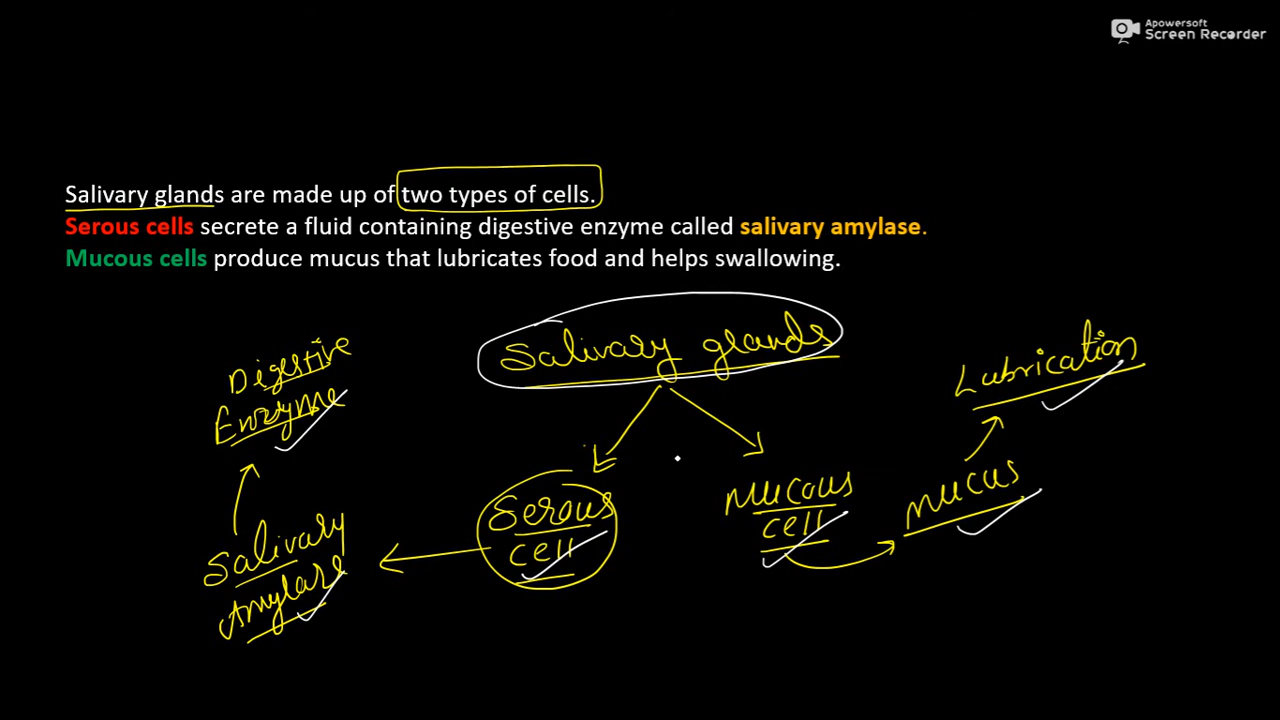 Apowersoft
Screen Recorder
Salivary glands are made up of two types of cells.
Serous cells secrete a fluid containing digestive enzyme called salivary amylase.
Mucous cells produce mucus that lubricates food and helps swallowing.
Salivary glands
Digestive
Enzyme
Lubrication
Serous
cell
Mucous
cell
Mucus
Salivary
Amylase